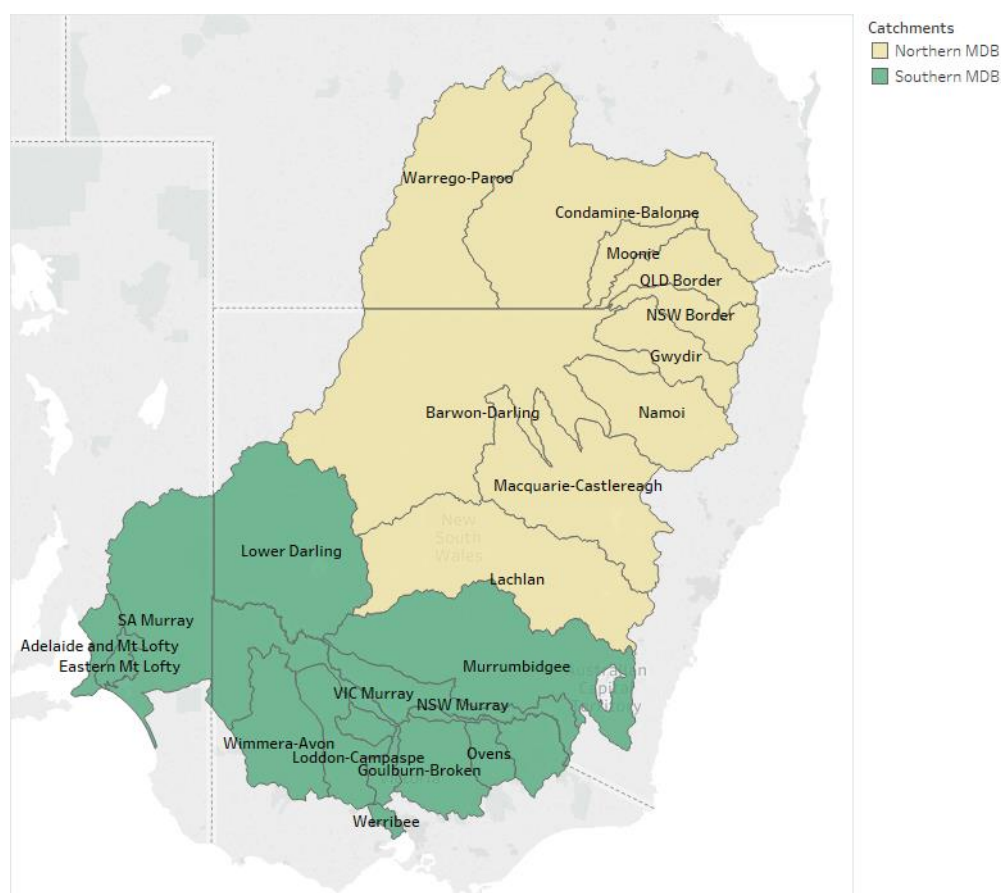 Catchments
Northern MDB
Southern MDB
Warrego-Paroo
Condamine-Balonne
Moonie
QLD Border
NSW Border
Gwydir
Barwon-Darling
Namoi
Macquarie-Castlereagh
New
South
Wales
Lower Darling
Lachlan
SA Murray
Adelaide and Mt Lofty
Eastern Mt Lofty
Murrumbidgee
Australian
Capital
Territory
VIC Murray
NSW Murray
Wimmera-Avon
Loddon-Campaspe
Ovens
Goulburn-Broken
Victoria
Werribee